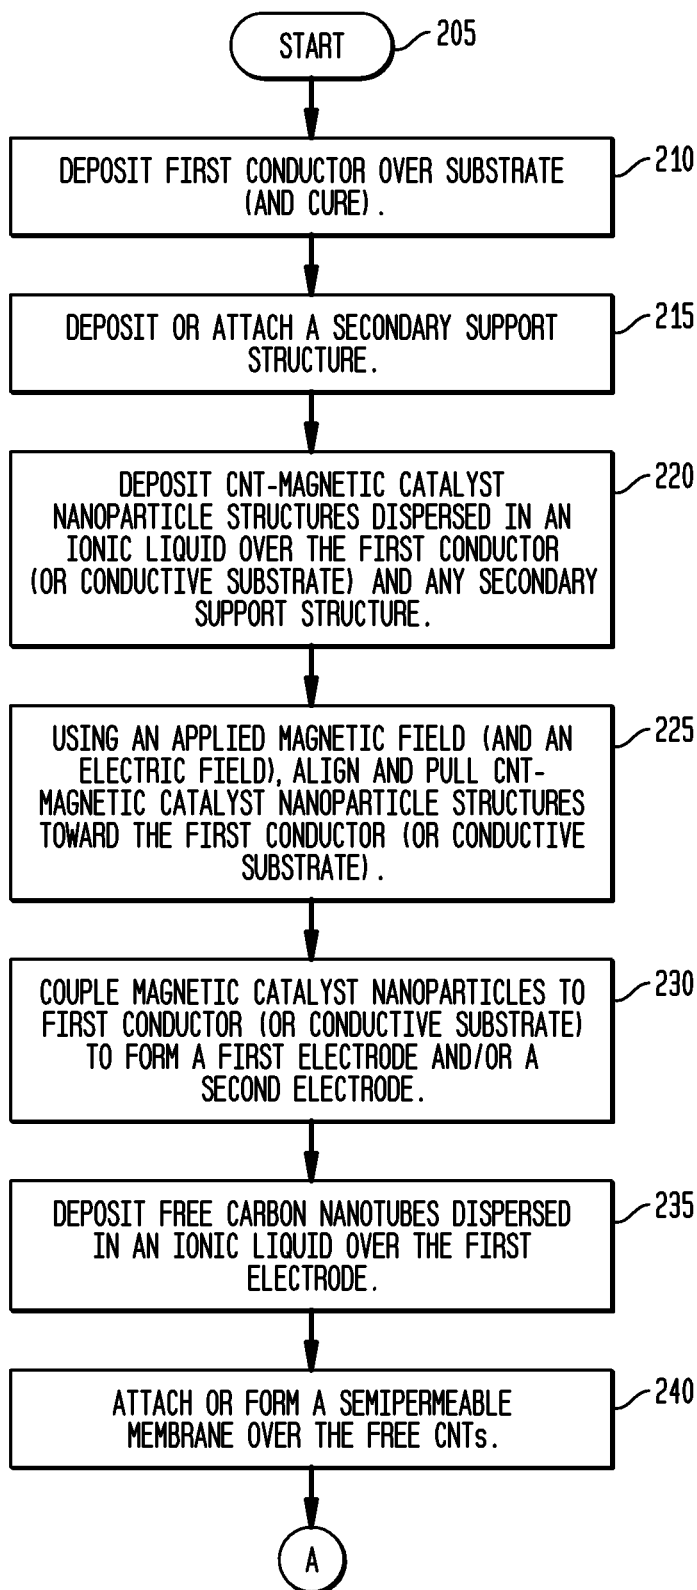 START
205
DEPOSIT FIRST CONDUCTOR OVER SUBSTRATE
(AND CURE).
210
DEPOSIT OR ATTACH A SECONDARY SUPPORT
STRUCTURE.
215
DEPOSIT CNT-MAGNETIC CATALYST
NANOPARTICLE STRUCTURES DISPERSED IN AN
IONIC LIQUID OVER THE FIRST CONDUCTOR
(OR CONDUCTIVE SUBSTRATE) AND ANY SECONDARY
SUPPORT STRUCTURE.
220
USING AN APPLIED MAGNETIC FIELD (AND AN
ELECTRIC FIELD), ALIGN AND PULL CNT-
MAGNETIC CATALYST NANOPARTICLE STRUCTURES
TOWARD THE FIRST CONDUCTOR (OR CONDUCTIVE
SUBSTRATE).
225
COUPLE MAGNETIC CATALYST NANOPARTICLES TO
FIRST CONDUCTOR (OR CONDUCTIVE SUBSTRATE)
TO FORM A FIRST ELECTRODE AND/OR A
SECOND ELECTRODE.
230
DEPOSIT FREE CARBON NANOTUBES DISPERSED
IN AN IONIC LIQUID OVER THE FIRST
ELECTRODE.
235
ATTACH OR FORM A SEMIPERMEABLE
MEMBRANE OVER THE FREE CNTs.
240
A